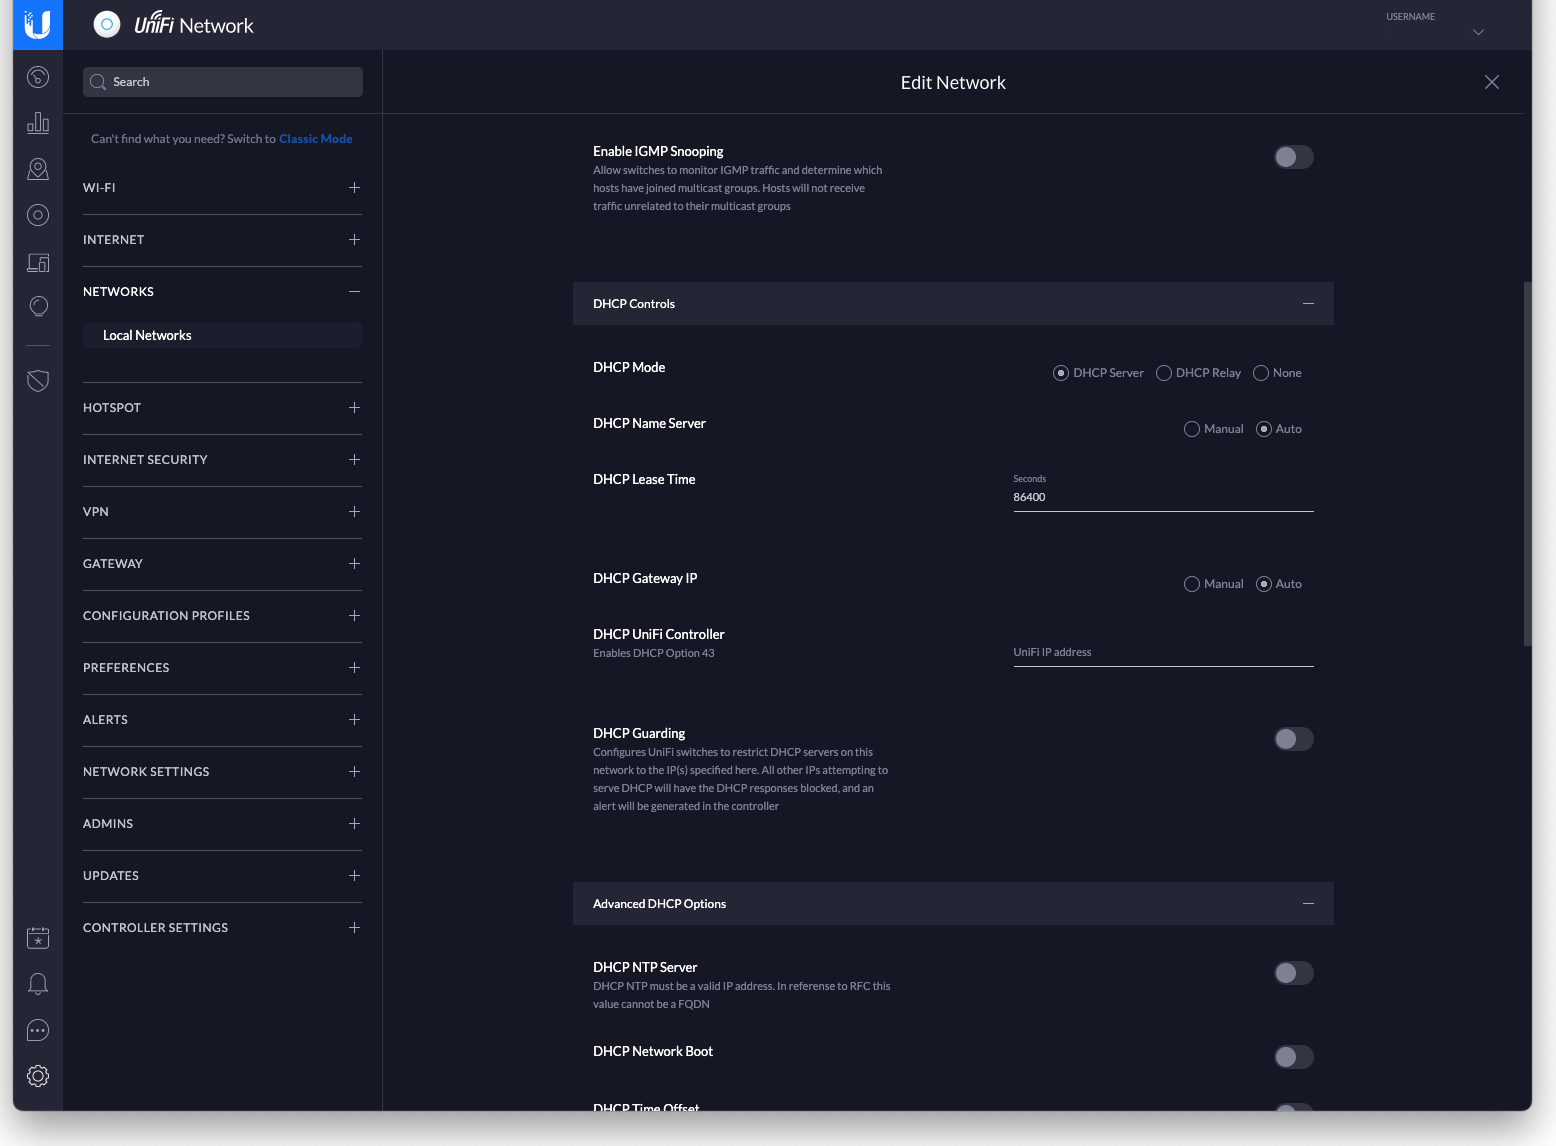 UniFi Network
USERNAME
Search
Edit Network
Can't find what you need? Switch to Classic Mode
WI-FI
INTERNET
NETWORKS
Local Networks
HOTSPOT
INTERNET SECURITY
VPN
GATEWAY
CONFIGURATION PROFILES
PREFERENCES
ALERTS
NETWORK SETTINGS
ADMINS
UPDATES
CONTROLLER SETTINGS
Enable IGMP Snooping
Allow switches to monitor IGMP traffic and determine which
hosts have joined multicast groups. Hosts will not receive
traffic unrelated to their multicast groups
DHCP Controls
DHCP Mode
DHCP Server DHCP Relay None
DHCP Name Server
Manual Auto
DHCP Lease Time
Seconds
86400
DHCP Gateway IP
Manual Auto
DHCP UniFi Controller
Enables DHCP Option 43
UniFi IP address
DHCP Guarding
Configures UniFi switches to restrict DHCP servers on this
network to the IP(s) specified here. All other IPs attempting to
serve DHCP will have the DHCP responses blocked, and an
alert will be generated in the controller
Advanced DHCP Options
DHCP NTP Server
DHCP NTP must be a valid IP address. In referense to RFC this
value cannot be a FQDN
DHCP Network Boot
DHCP Time Offset